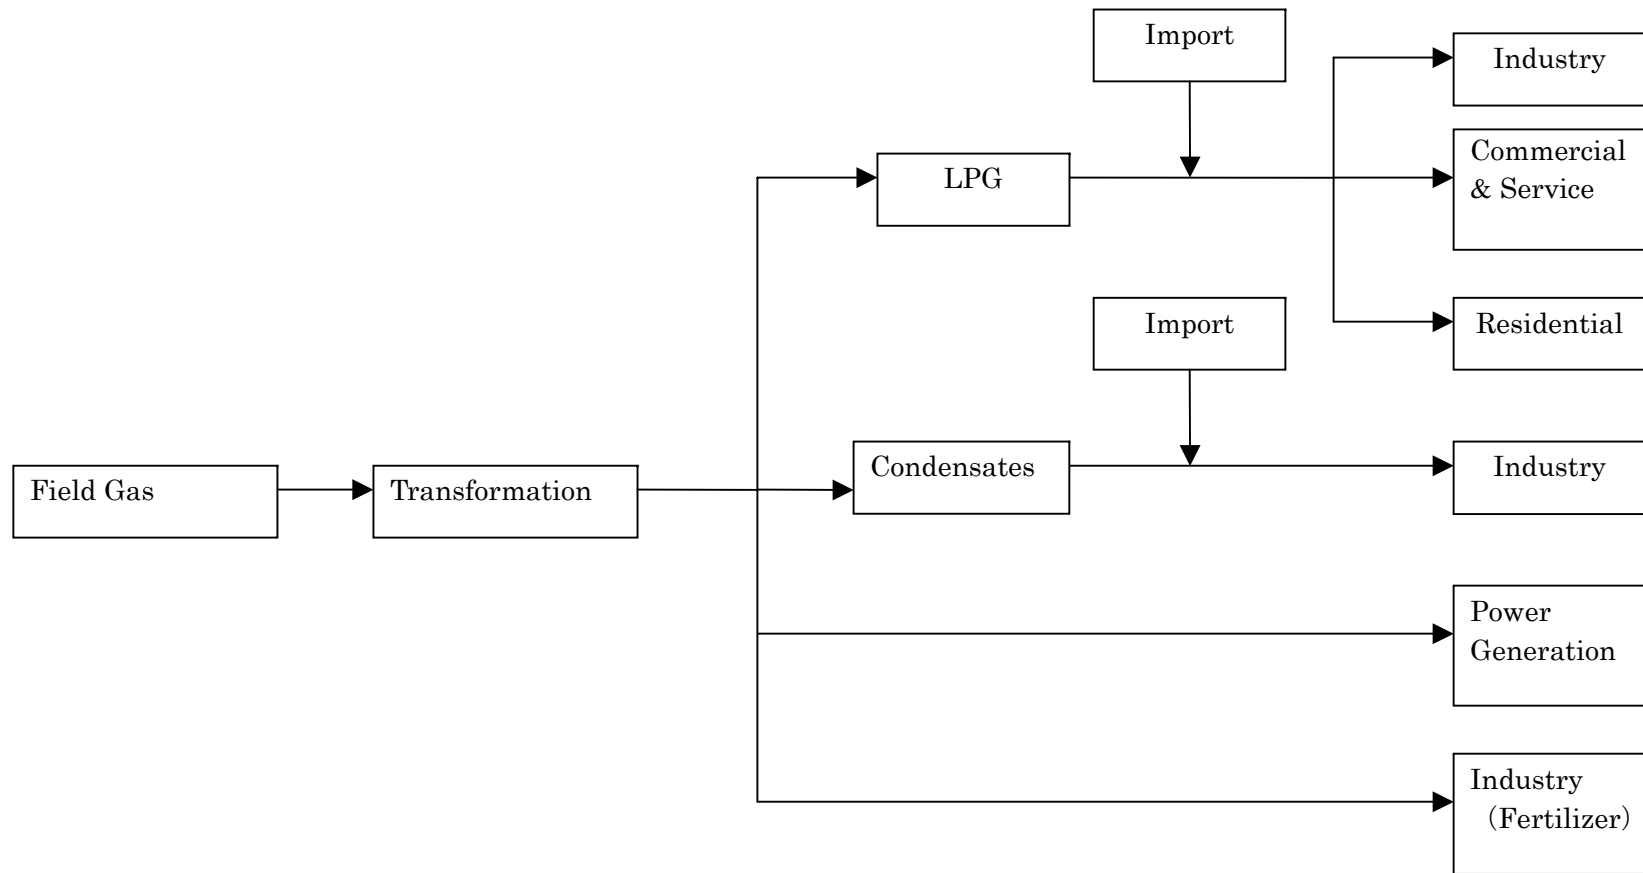 Import
Industry
Commercial
& Service
LPG
Import
Residential
Field Gas
Transformation
Condensates
Industry
Power
Generation
Industry
（Fertilizer）